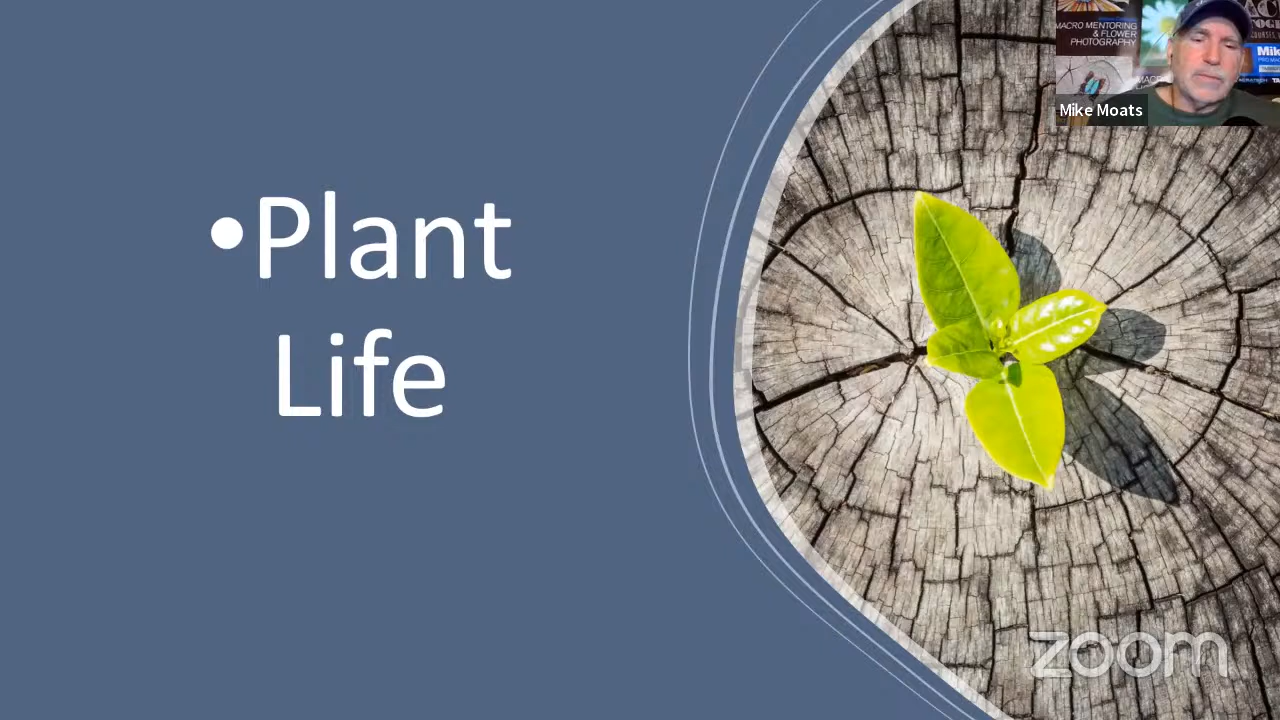 •Plant
Life
MACRO MENTORING
& FLOWER
PHOTOGRAPHY
Mike Moats
zoom